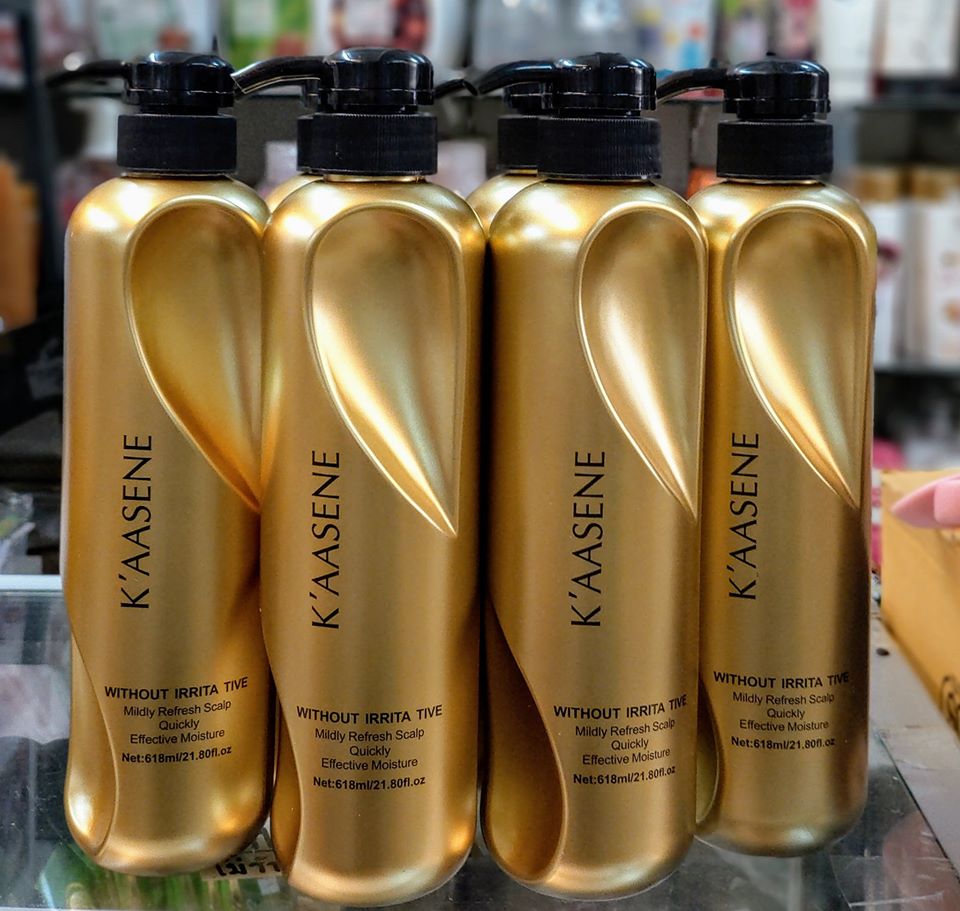 K'AASENE
WITHOUT IRRITA TIVE
Mildly Refresh Scalp
Quickly
Effective Moisture
Net:618ml/21.80fl.oz
K'AASENE
WITHOUT IRRITA TIVE
Mildly Refresh Scalp
Quickly
Effective Moisture
Net:618ml/21.80fl.oz
K'AASENE
WITHOUT IRRITA TIVE
Mildly Refresh Scalp
Quickly
Effective Moisture
Net:618ml/21.80fl.oz
K'AASENE
WITHOUT IRRITA TIVE
Mildly Refresh Scalp
Quickly
Effective Moisture
Net:618ml/21.80fl.oz